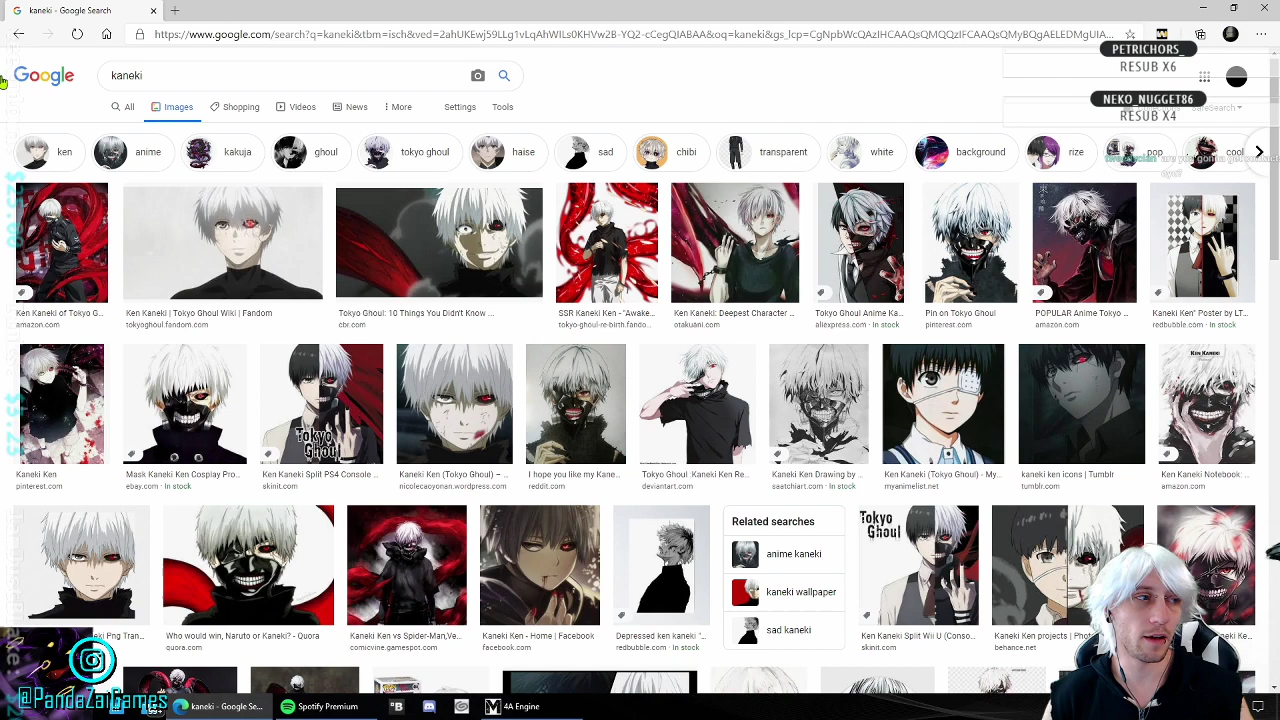 kaneki - Google Search
https://www.google.com/search?q=kaneki&tbm=isch&ved=2ahUKEwj59LLg1vLqAhWILs0KHVw2B-YQ2-cCegQIABAA&oq=kaneki&gs_lcp=CgNpbWcQAzIHCAAQsQMQQzIFCAAQsQMyBQgAELEDMgUIA...
PETRICHORS_
RESUB X6
Google
kaneki
NEKO_NUGGET86
RESUB X4
All
Images
Shopping
Videos
News
More
Settings
Tools
SafeSearch
ken
anime
kakuja
ghoul
tokyo ghoul
haise
sad
chibi
transparent
white
background
rize
pop
cool
Ken Kaneki of Tokyo G...
Ken Kaneki | Tokyo Ghoul Wiki | Fandom
Tokyo Ghoul: 10 Things You Didn't Know ...
SSR Kaneki Ken - "Awake...
Ken Kaneki: Deepest Character ...
Tokyo Ghoul Anime Ka...
Pin on Tokyo Ghoul
POPULAR Anime Tokyo ...
Ken Kaneki" Poster by LT...
amazon.com
tokyoghoul.fandom.com
cbr.com
tokyo-ghoul-re-birth.fando...
otakuani.com
aliexpress.com · In stock
pinterest.com
amazon.com
redbubble.com · In stock
KEN KANEKI
Tokyo Ghoul
Kaneki Ken
Mask Kaneki Ken Cosplay Pro...
Ken Kaneki Split PS4 Console ...
Ken Kaneki (Tokyo Ghoul) – ...
I hope you like my Kane...
Tokyo Ghoul :Kaneki Ken Re...
Kaneki Ken Drawing by ...
Ken Kaneki (Tokyo Ghoul) - My...
kaneki ken icons | Tumblr
Ken Kaneki Notebook: ...
pinterest.com
ebay.com · In stock
skinit.com
nicolecaoyonan.wordpress.com
reddit.com
deviantart.com
saatchiart.com · In stock
myanimelist.net
tumblr.com
amazon.com
Related searches
anime kaneki
kaneki wallpaper
sad kaneki
Tokyo Ghoul
Png Tran...
Who would win, Naruto or Kaneki? - Quora
Kaneki Ken vs Spider-Man,Ve...
Kaneki Ken - Home | Facebook
Depressed ken kaneki "...
Ken Kaneki Split Wii U (Conso...
Kaneki Ken projects | Phot
Ke...
quora.com
comicvine.gamespot.com
facebook.com
redbubble.com · In stock
skinit.com
behance.net
@PandaZaiGames
kaneki - Google Se...
Spotify Premium
4A Engine